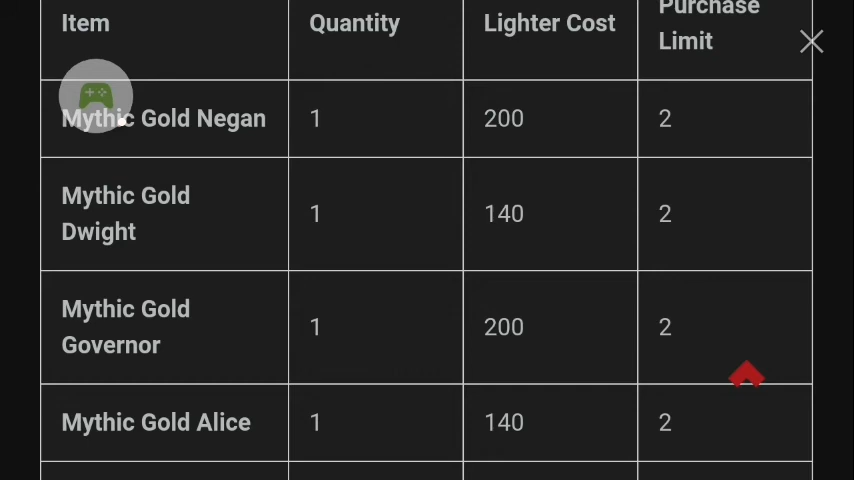 Item Quantity Lighter Cost Purchase
Limit
Mythic Gold Negan 1 200 2
Mythic Gold
Dwight 1 140 2
Mythic Gold
Governor 1 200 2
Mythic Gold Alice 1 140 2